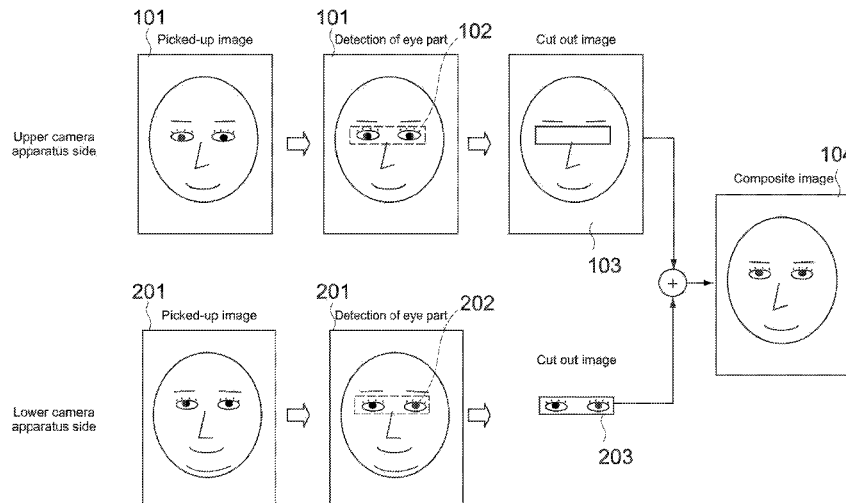 101
Picked-up image
101
Detection of eye part
102
Cut out image
Upper camera
apparatus side
103
104
Composite image
+
201
Picked-up image
201
Detection of eye part
202
Cut out image
Lower camera
apparatus side
203